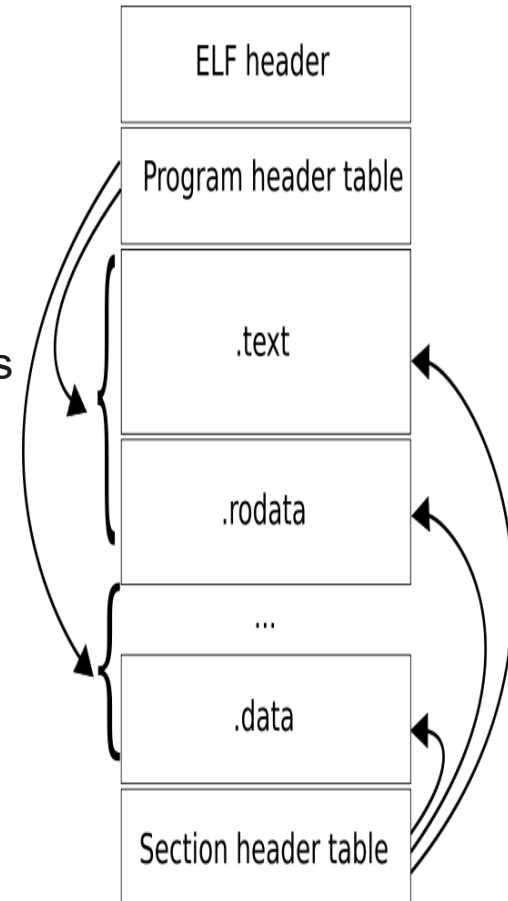 ELF header
Program header table
.text
s
.rodata
...
.data
Section header table